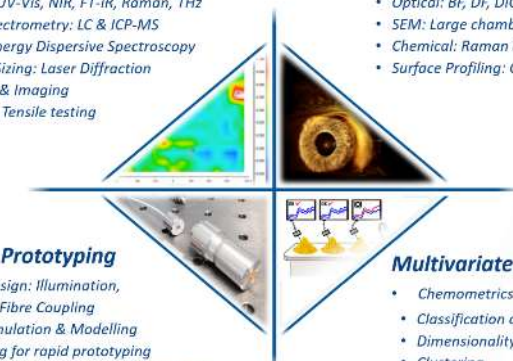 UV-Vis, NIR, FT-IR, Raman, THz
ectrometry: LC & ICP-MS
nergy Dispersive Spectroscopy
Sizing: Laser Diffraction
& Imaging
Tensile testing
• Optical: BF, DF, DIC
• SEM: Large chamb
• Chemical: Raman
• Surface Profiling:
Prototyping
sign: Illumination,
Fibre Coupling
mulation & Modelling
g for rapid prototyping
Multivariate
• Chemometrics
• Classification
• Dimensionality
• Clustering